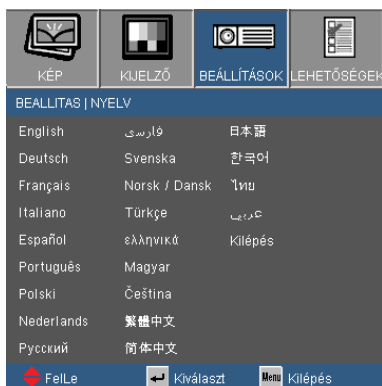 KÉP KIJELZŐ BEÁLLÍTÁSOK LEHETŐSÉGEK
BEALLITAS | NYELV
English فارسی 日本語
Deutsch Svenska 한국어
Français Norsk / Dansk ไทย
Italiano Türkçe عربي
Español ελληνικά Kilépés
Português Magyar
Polski Čeština
Nederlands 繁體中文
Русский 简体中文
FelLe Kiválaszt Menu Kilépés